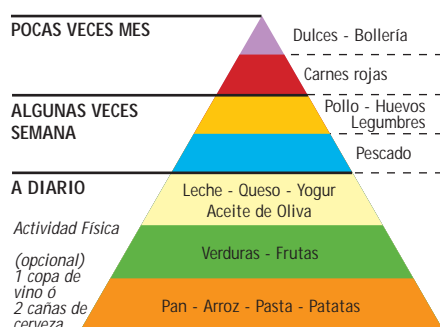 POCAS VECES MES
Dulces - Bollería
Carnes rojas
ALGUNAS VECES
SEMANA
Pollo - Huevos
Legumbres
Pescado
A DIARIO
Leche - Queso - Yogur
Aceite de Oliva
Actividad Física
Verduras - Frutas
(opcional)
1 copa de
vino ó
2 cañas de
cerveza
Pan - Arroz - Pasta - Patatas